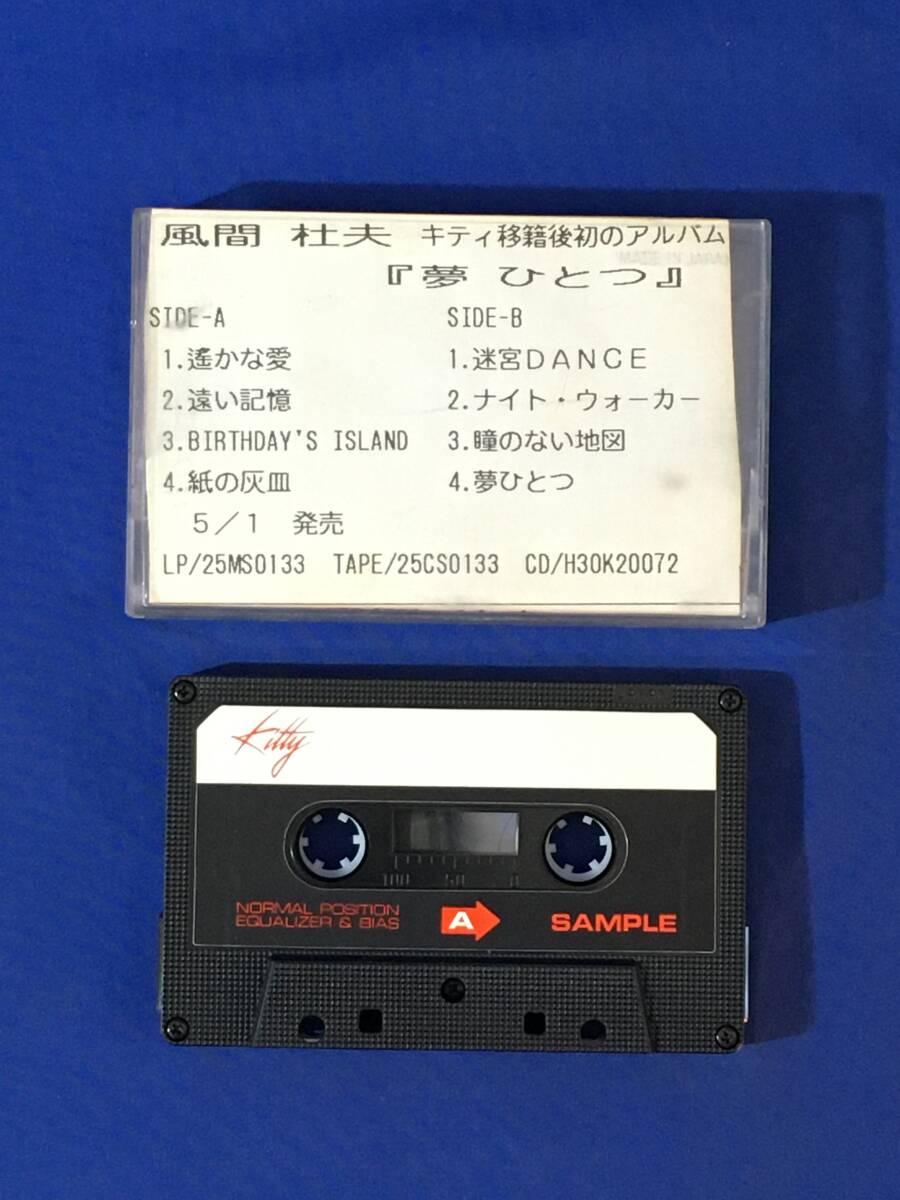 風間 杜夫 キティ移籍後初のアルバム
MADE IN JAPAN
『夢 ひとつ』
SIDE-A SIDE-B
1.遙かな愛 1.迷宮DANCE
2.遠い記憶 2.ナイト・ウォーカー
3.BIRTHDAY'S ISLAND 3.瞳のない地図
4.紙の灰皿 4.夢ひとつ
5/1 発売
LP/25MS0133 TAPE/25CS0133 CD/H30K20072
Kitty
100 50 0
NORMAL POSITION
EQUALIZER & BIAS A SAMPLE